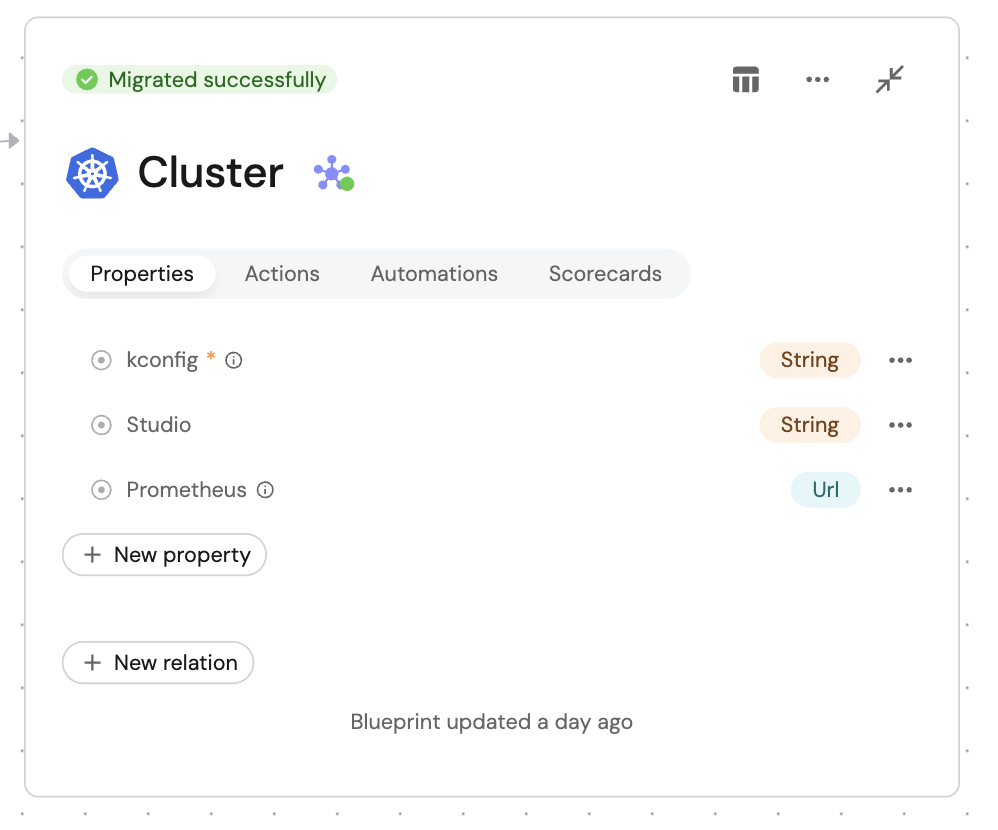 Migrated successfully
Cluster
Properties Actions Automations Scorecards
kconfig * String
Studio String
Prometheus Url
+ New property
+ New relation
Blueprint updated a day ago